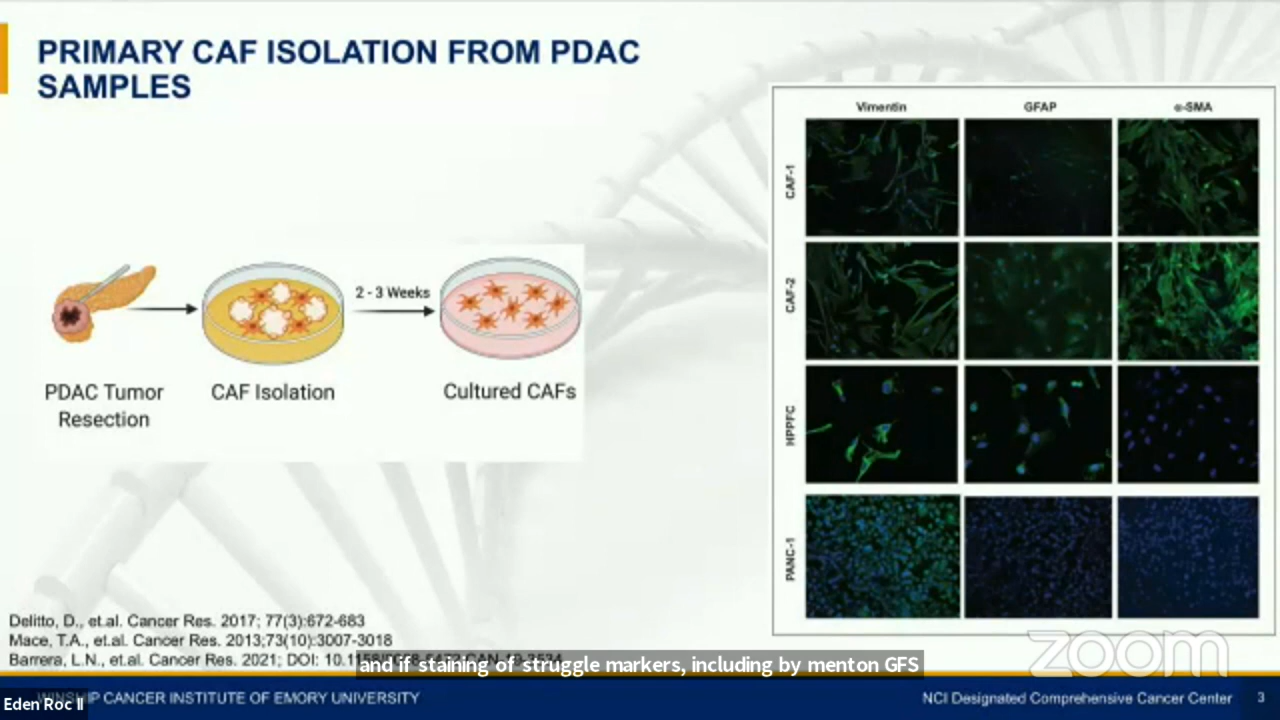 PRIMARY CAF ISOLATION FROM PDAC
SAMPLES
PDAC Tumor
Resection
CAF Isolation
2 - 3 Weeks
Cultured CAFs
Vimentin
GFAP
α-SMA
CAF-1
CAF-2
HPPFC
PANC-1
Delitto, D., et.al. Cancer Res. 2017; 77(3):672-683
Mace, T.A., et.al. Cancer Res. 2013;73(10):3007-3018
Barrera, L.N., et.al. Cancer Res. 2021; DOI:
and if staining of struggle markers, including by menton GFS
zoom
CANCER INSTITUTE OF EMORY UNIVERSITY
NCI Designated Comprehensive Cancer Center
3
Eden Roc II